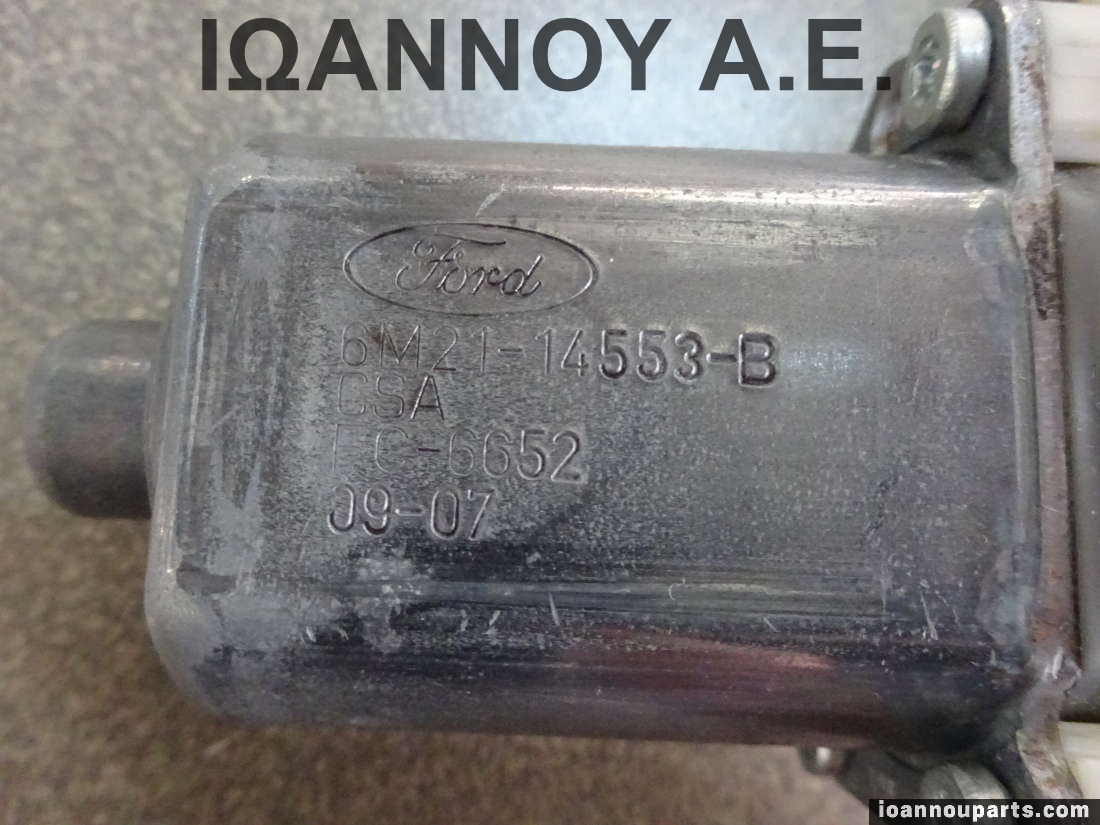 ΙΩΑΝΝΟΥ Α.Ε.
Ford
6M21-14553-B
CSA
FC-6652
09-07
ioannouparts.com